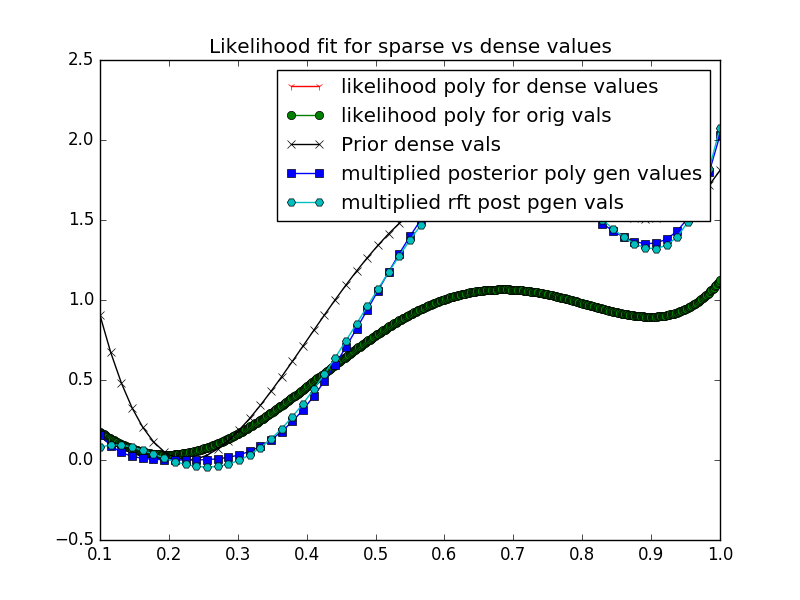 Likelihood fit for sparse vs dense values
2.5
2.0
1.5
1.0
0.5
0.0
−0.5
likelihood poly for dense values
likelihood poly for orig vals
Prior dense vals
multiplied posterior poly gen values
multiplied rft post pgen vals
0.1 0.2 0.3 0.4 0.5 0.6 0.7 0.8 0.9 1.0